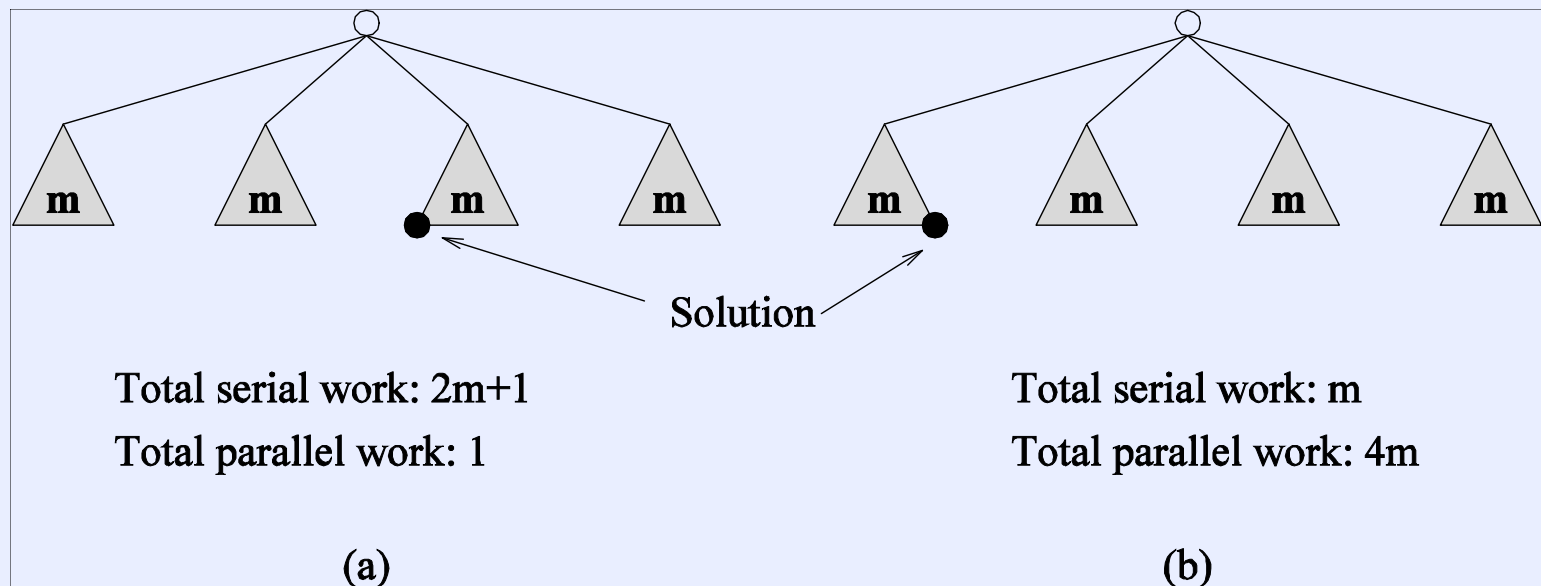 m m m m m m m m
Solution
Total serial work: 2m+1 Total serial work: m
Total parallel work: 1 Total parallel work: 4m
(a) (b)